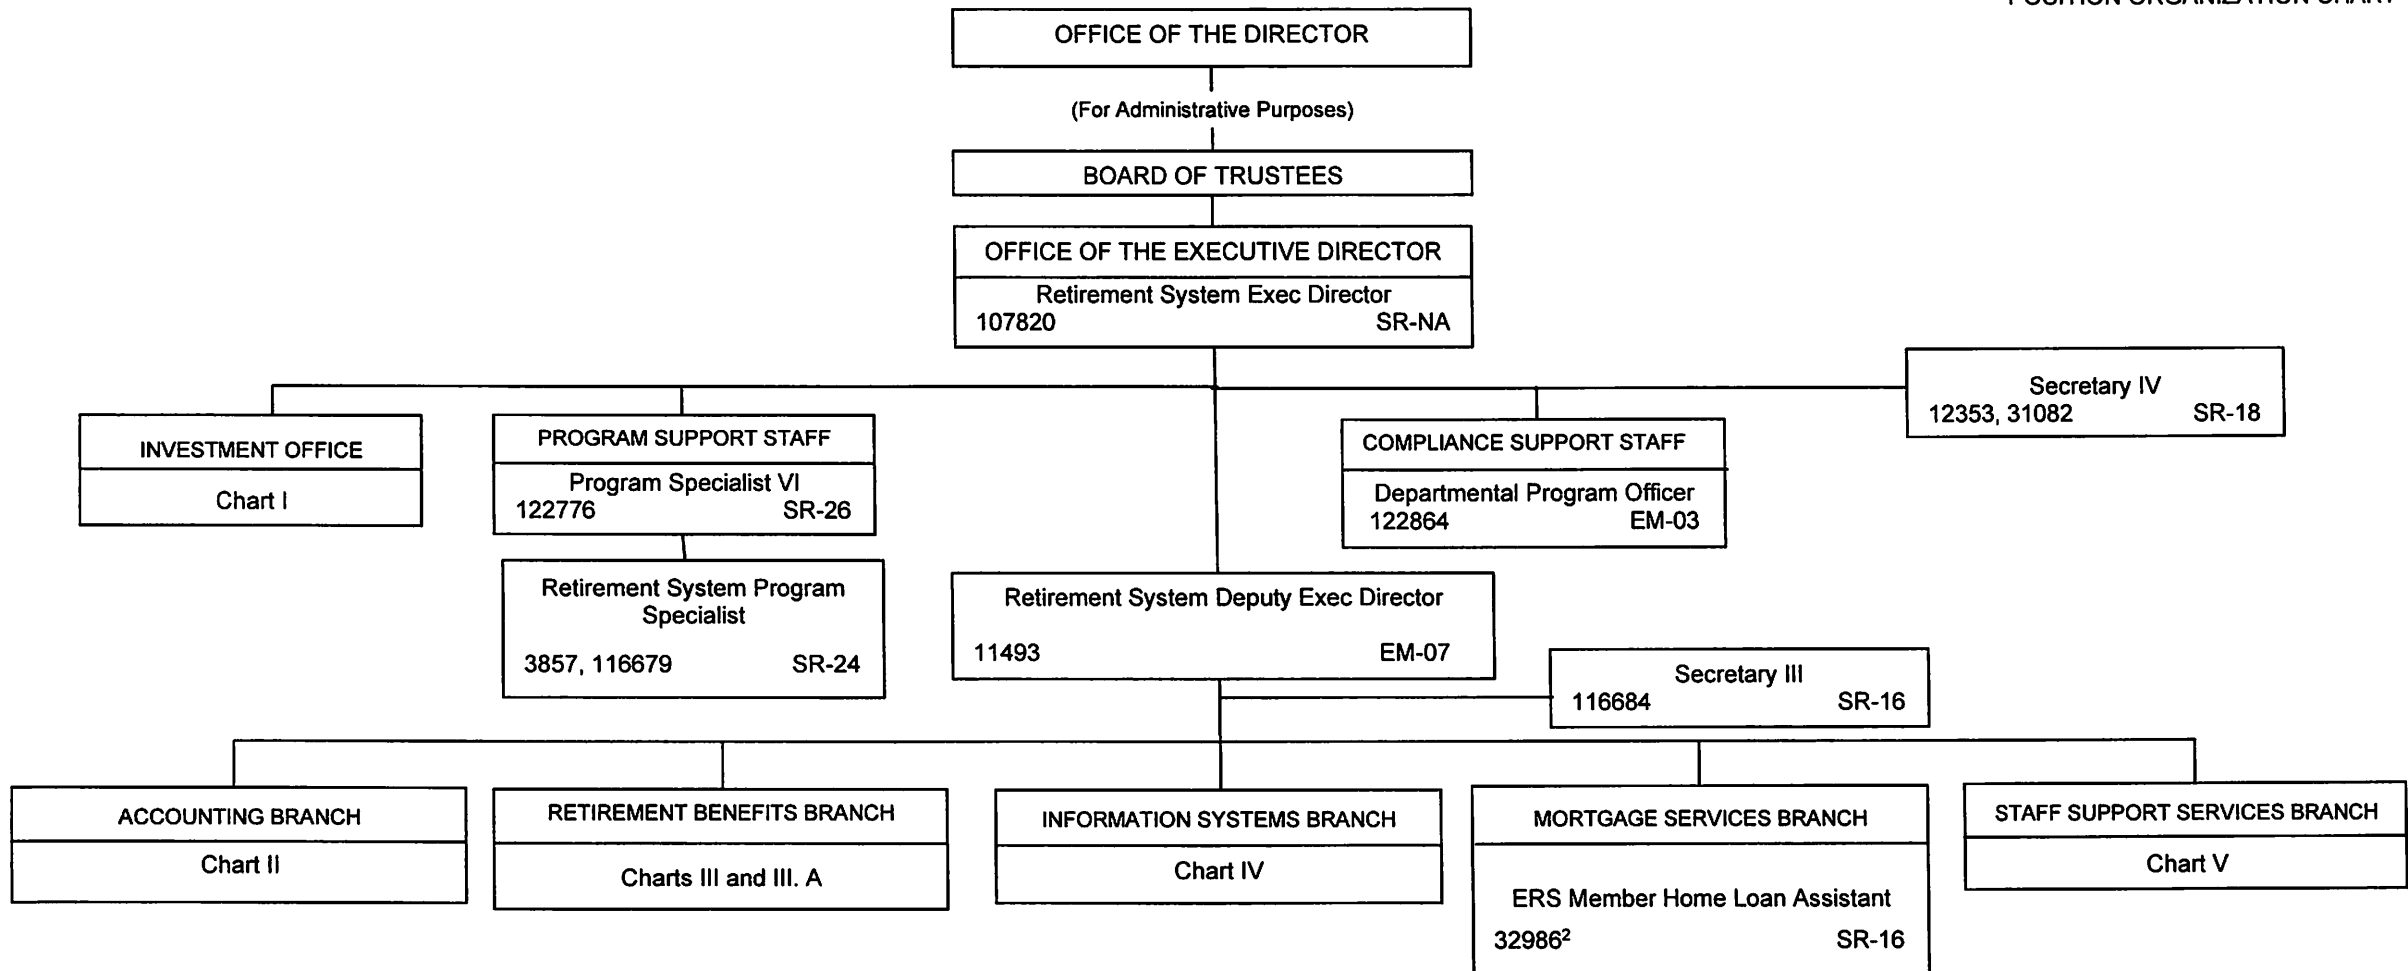 POSITION ORGANIZATION CHART
OFFICE OF THE DIRECTOR
(For Administrative Purposes)
BOARD OF TRUSTEES
OFFICE OF THE EXECUTIVE DIRECTOR
Retirement System Exec Director
107820 SR-NA
Secretary IV
12353, 31082 SR-18
INVESTMENT OFFICE
Chart I
PROGRAM SUPPORT STAFF
Program Specialist VI
122776 SR-26
COMPLIANCE SUPPORT STAFF
Departmental Program Officer
122864 EM-03
Retirement System Program
Specialist
3857, 116679 SR-24
Retirement System Deputy Exec Director
11493 EM-07
Secretary III
116684 SR-16
ACCOUNTING BRANCH
Chart II
RETIREMENT BENEFITS BRANCH
Charts III and III. A
INFORMATION SYSTEMS BRANCH
Chart IV
MORTGAGE SERVICES BRANCH
ERS Member Home Loan Assistant
32986² SR-16
STAFF SUPPORT SERVICES BRANCH
Chart V